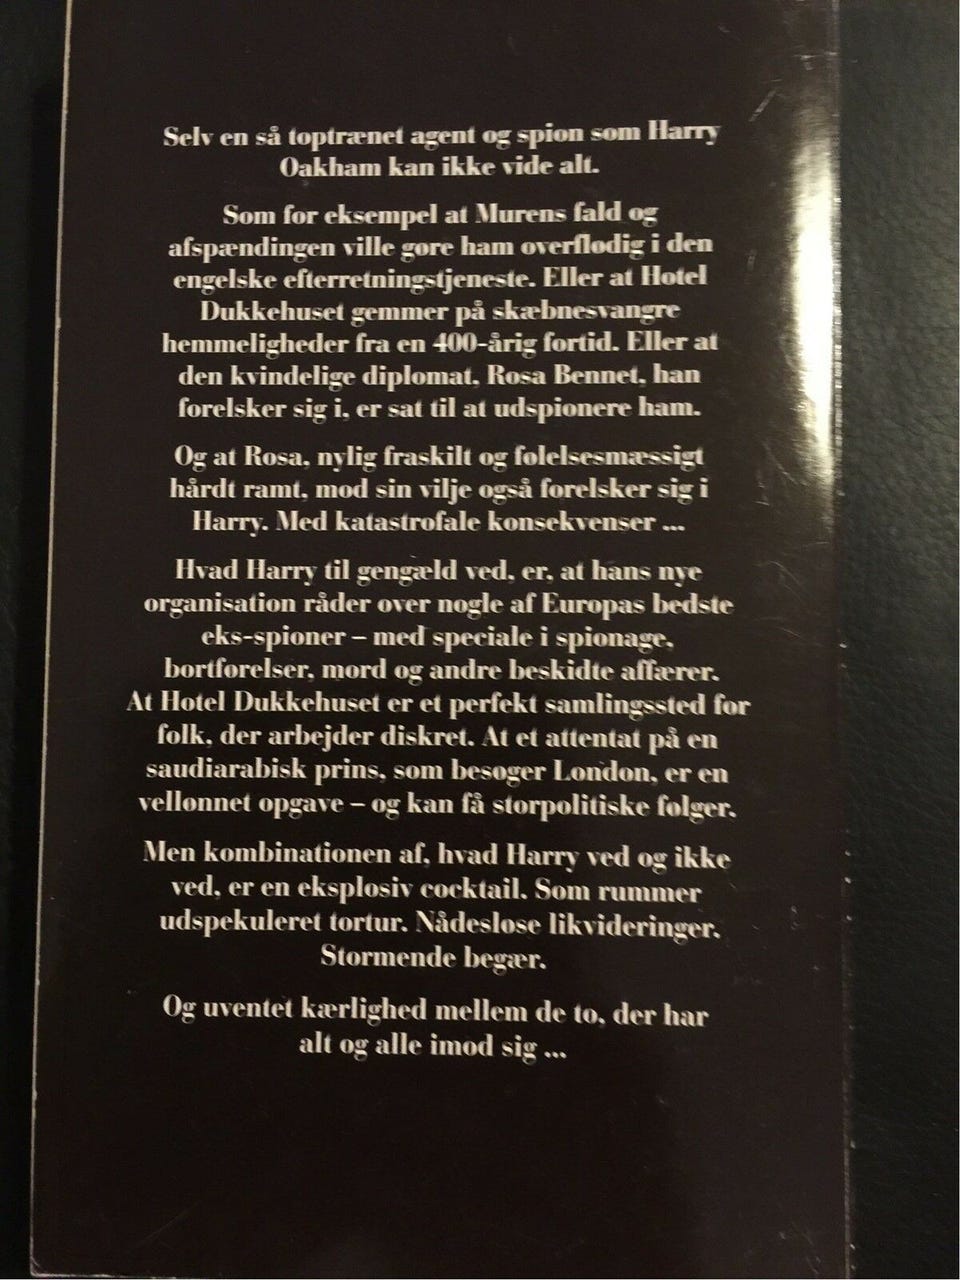 Selv en så toptrænet agent og spion som Harry
Oakham kan ikke vide alt.
Som for eksempel at Murens fald og
afspændingen ville gøre ham overflødig i den
engelske efterretningstjeneste. Eller at Hotel
Dukkehuset gemmer på skæbnesvangre
hemmeligheder fra en 400-årig fortid. Eller at
den kvindelige diplomat, Rosa Bennet, han
forelsker sig i, er sat til at udspionere ham.
Og at Rosa, nylig fraskilt og følelsesmæssigt
hårdt ramt, mod sin vilje også forelsker sig i
Harry. Med katastrofale konsekvenser ...
Hvad Harry til gengæld ved, er, at hans nye
organisation råder over nogle af Europas bedste
eks-spioner – med speciale i spionage,
bortførelser, mord og andre beskidte affærer.
At Hotel Dukkehuset er et perfekt samlingssted for
folk, der arbejder diskret. At et attentat på en
saudiarabisk prins, som besøger London, er en
vellønnet opgave – og kan få storpolitiske følger.
Men kombinationen af, hvad Harry ved og ikke
ved, er en eksplosiv cocktail. Som rummer
udspekuleret tortur. Nådesløse likvideringer.
Stormende begær.
Og uventet kærlighed mellem de to, der har
alt og alle imod sig ...